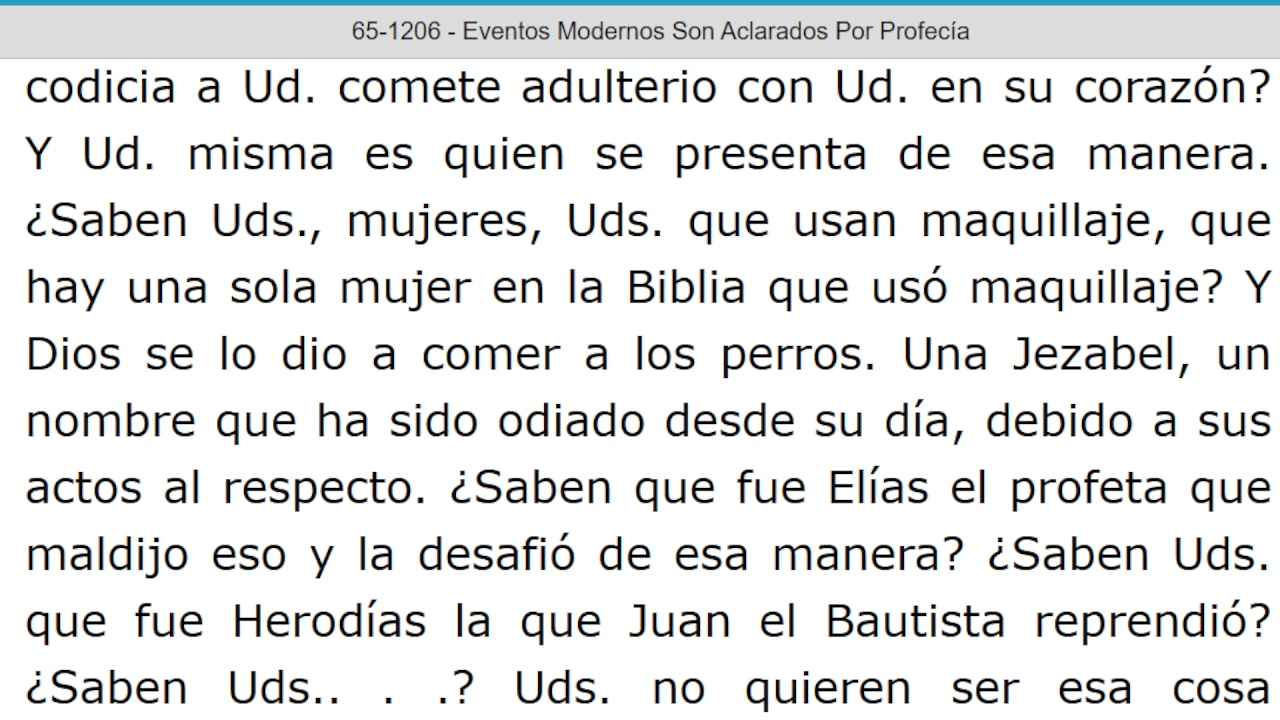 65-1206 - Eventos Modernos Son Aclarados Por Profecía
codicia a Ud. comete adulterio con Ud. en su corazón?
Y Ud. misma es quien se presenta de esa manera.
¿Saben Uds., mujeres, Uds. que usan maquillaje, que
hay una sola mujer en la Biblia que usó maquillaje? Y
Dios se lo dio a comer a los perros. Una Jezabel, un
nombre que ha sido odiado desde su día, debido a sus
actos al respecto. ¿Saben que fue Elías el profeta que
maldijo eso y la desafió de esa manera? ¿Saben Uds.
que fue Herodías la que Juan el Bautista reprendió?
¿Saben Uds.. . .? Uds. no quieren ser esa cosa